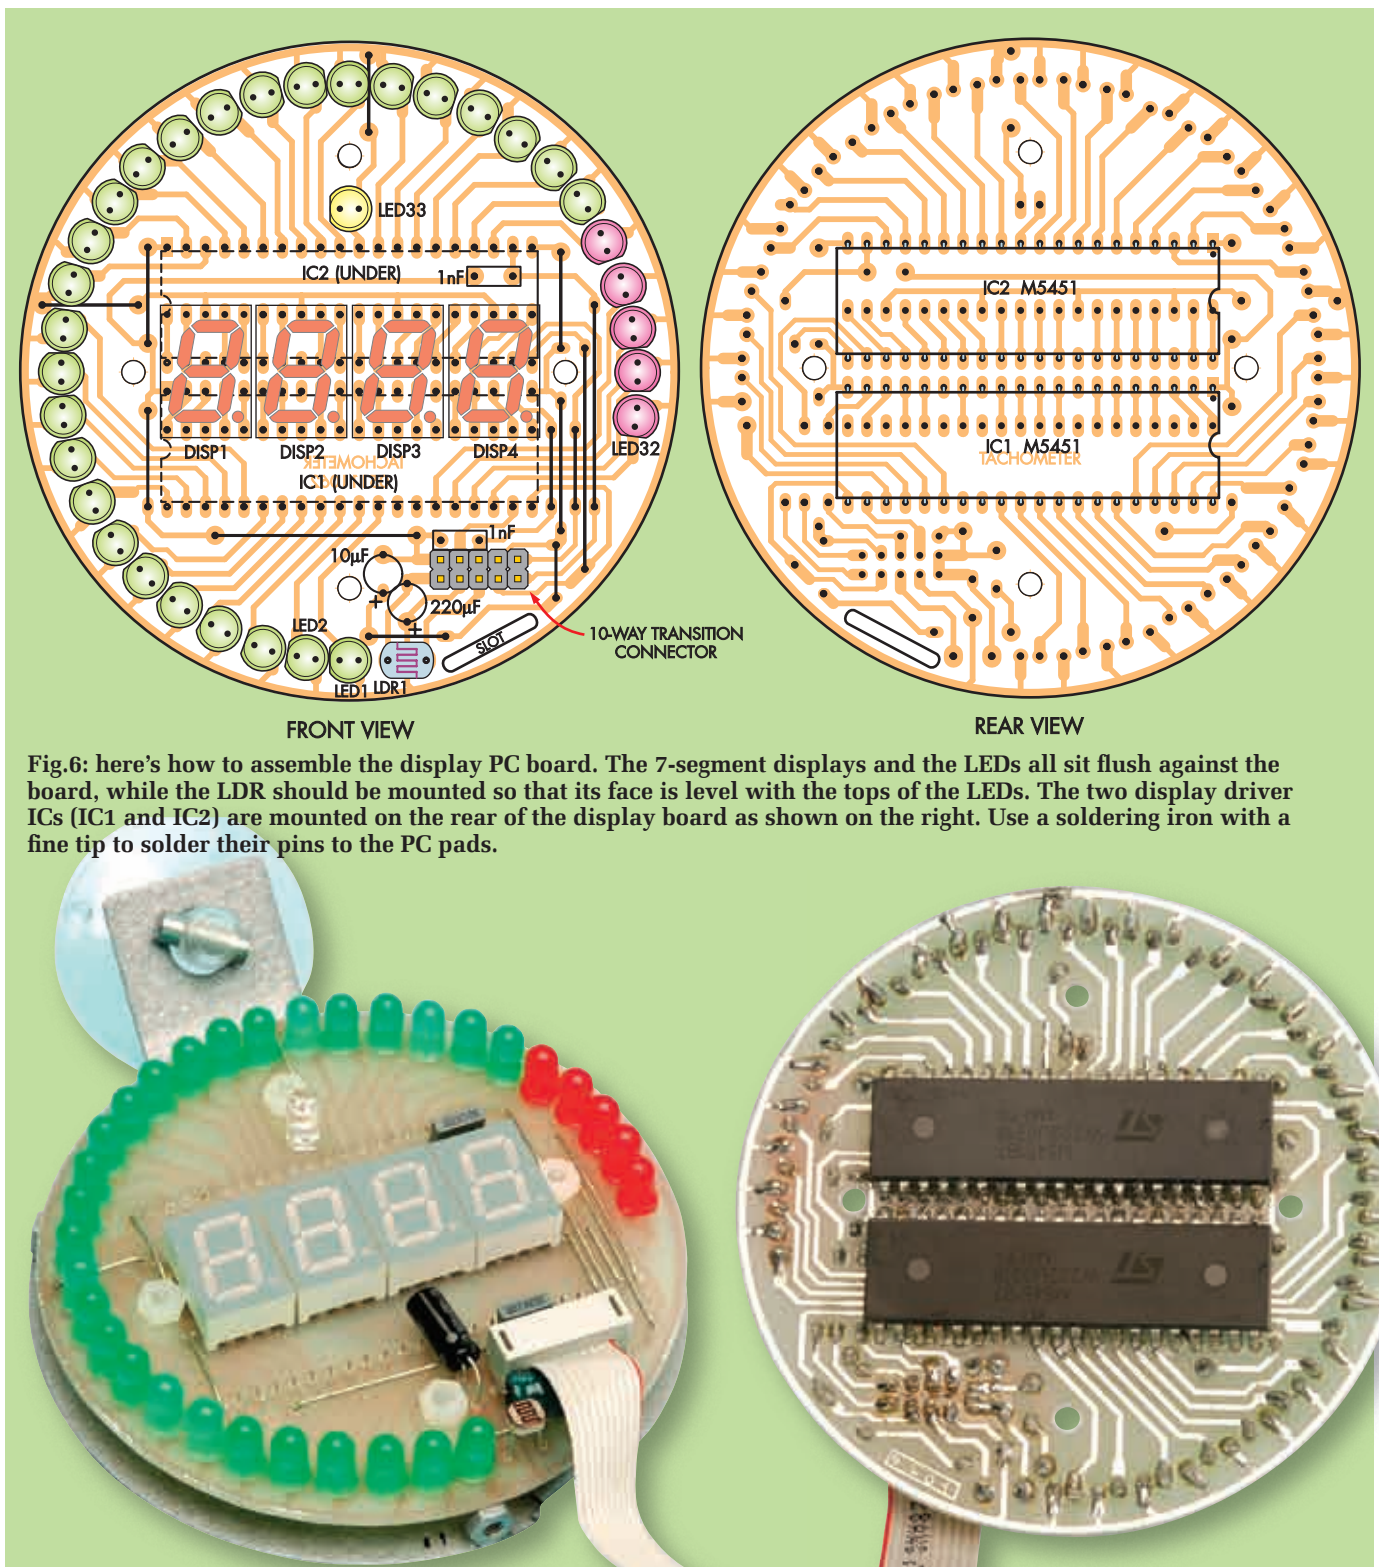 LED33
IC2 (UNDER)
1nF
DISP1
DISP2
DISP3
DISP4
TACHOMETER
IC1 (UNDER)
LED32
1nF
10µF
+
220µF
+
LED2
LED1
LDR1
SLOT
10-WAY TRANSITION
CONNECTOR
FRONT VIEW
IC2 M5451
IC1 M5451
TACHOMETER
REAR VIEW
Fig.6: here's how to assemble the display PC board. The 7-segment displays and the LEDs all sit flush against the
board, while the LDR should be mounted so that its face is level with the tops of the LEDs. The two display driver
ICs (IC1 and IC2) are mounted on the rear of the display board as shown on the right. Use a soldering iron with a
fine tip to solder their pins to the PC pads.
ST
ST